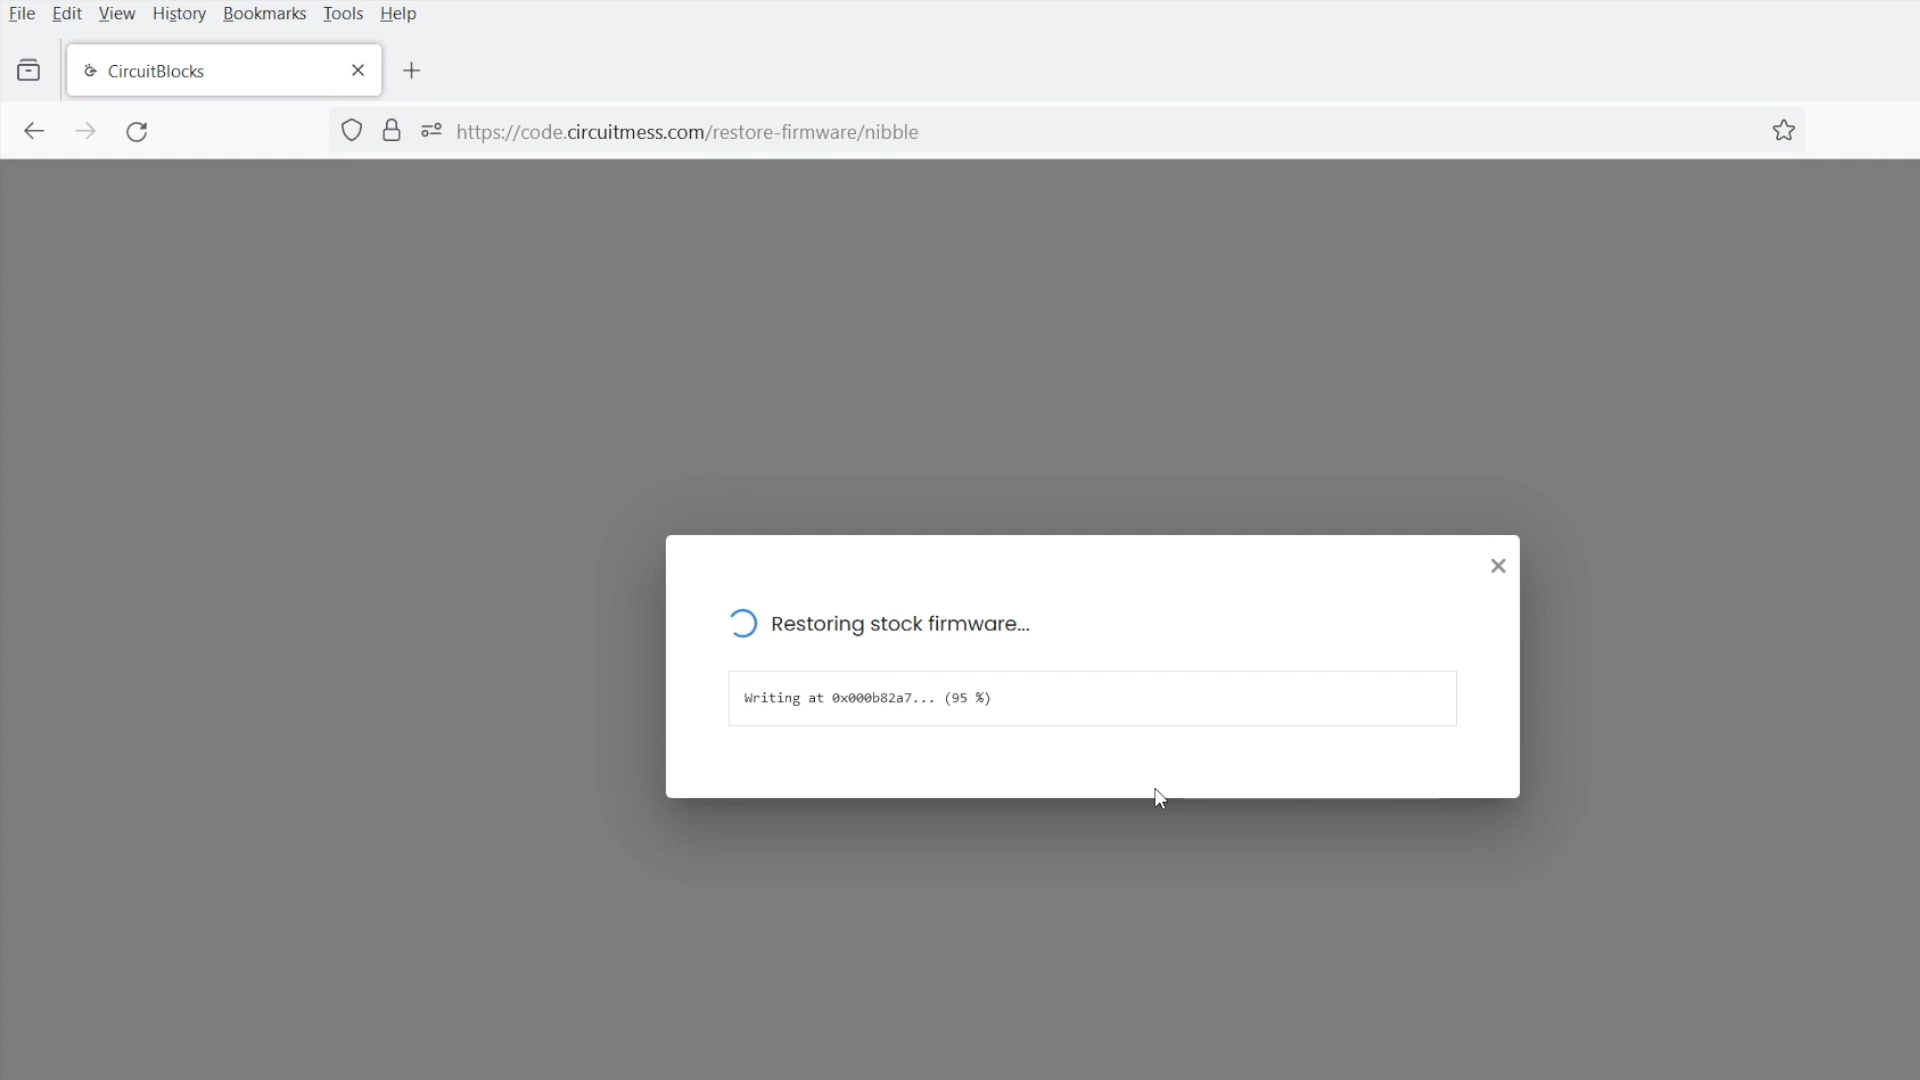 File Edit View History Bookmarks Tools Help
CircuitBlocks
https://code.circuitmess.com/restore-firmware/nibble
Restoring stock firmware...
Writing at 0x000b82a7... (95 %)